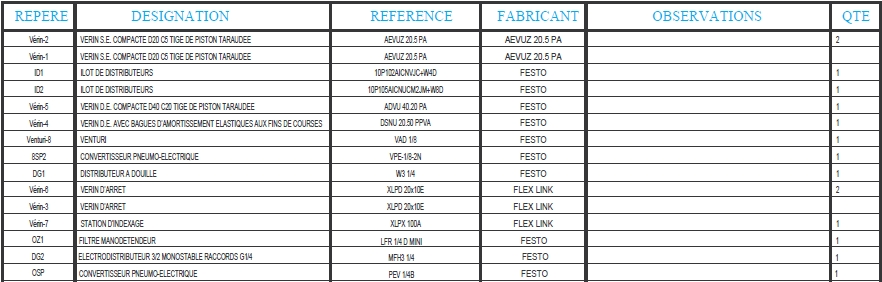 REPERE DESIGNATION REFERENCE FABRICANT OBSERVATIONS QTE
Vérin-2 VERIN S.E. COMPACTE D20 C5 TIGE DE PISTON TARAUDEE AEVUZ 20.5 PA AEVUZ 20.5 PA 2
Vérin-1 VERIN S.E. COMPACTE D20 C5 TIGE DE PISTON TARAUDEE AEVUZ 20.5 PA AEVUZ 20.5 PA
ID1 ILOT DE DISTRIBUTEURS 10P102AICNVJC+W4D FESTO 1
ID2 ILOT DE DISTRIBUTEURS 10P105AICNUCM2JM+W8D FESTO 1
Vérin-5 VERIN D.E. COMPACTE D40 C20 TIGE DE PISTON TARAUDEE ADVU 40.20 PA FESTO 1
Vérin-4 VERIN D.E. AVEC BAGUES D'AMORTISSEMENT ELASTIQUES AUX FINS DE COURSES DSNU 20.50 PPVA FESTO 1
Venturi-8 VENTURI VAD 1/8 FESTO 1
8SP2 CONVERTISSEUR PNEUMO-ELECTRIQUE VPE-1/8-2N FESTO 1
DG1 DISTRIBUTEUR A DOUILLE W3 1/4 FESTO 1
Vérin-6 VERIN D'ARRET XLPD 20x10E FLEX LINK 2
Vérin-3 VERIN D'ARRET XLPD 20x10E FLEX LINK
Vérin-7 STATION D'INDEXAGE XLPX 100A FLEX LINK 1
OZ1 FILTRE MANODETENDEUR LFR 1/4 D MINI FESTO 1
DG2 ELECTRODISTRIBUTEUR 3/2 MONOSTABLE RACCORDS G1/4 MFH3 1/4 FESTO 1
OSP CONVERTISSEUR PNEUMO-ELECTRIQUE PEV 1/4B FESTO 1